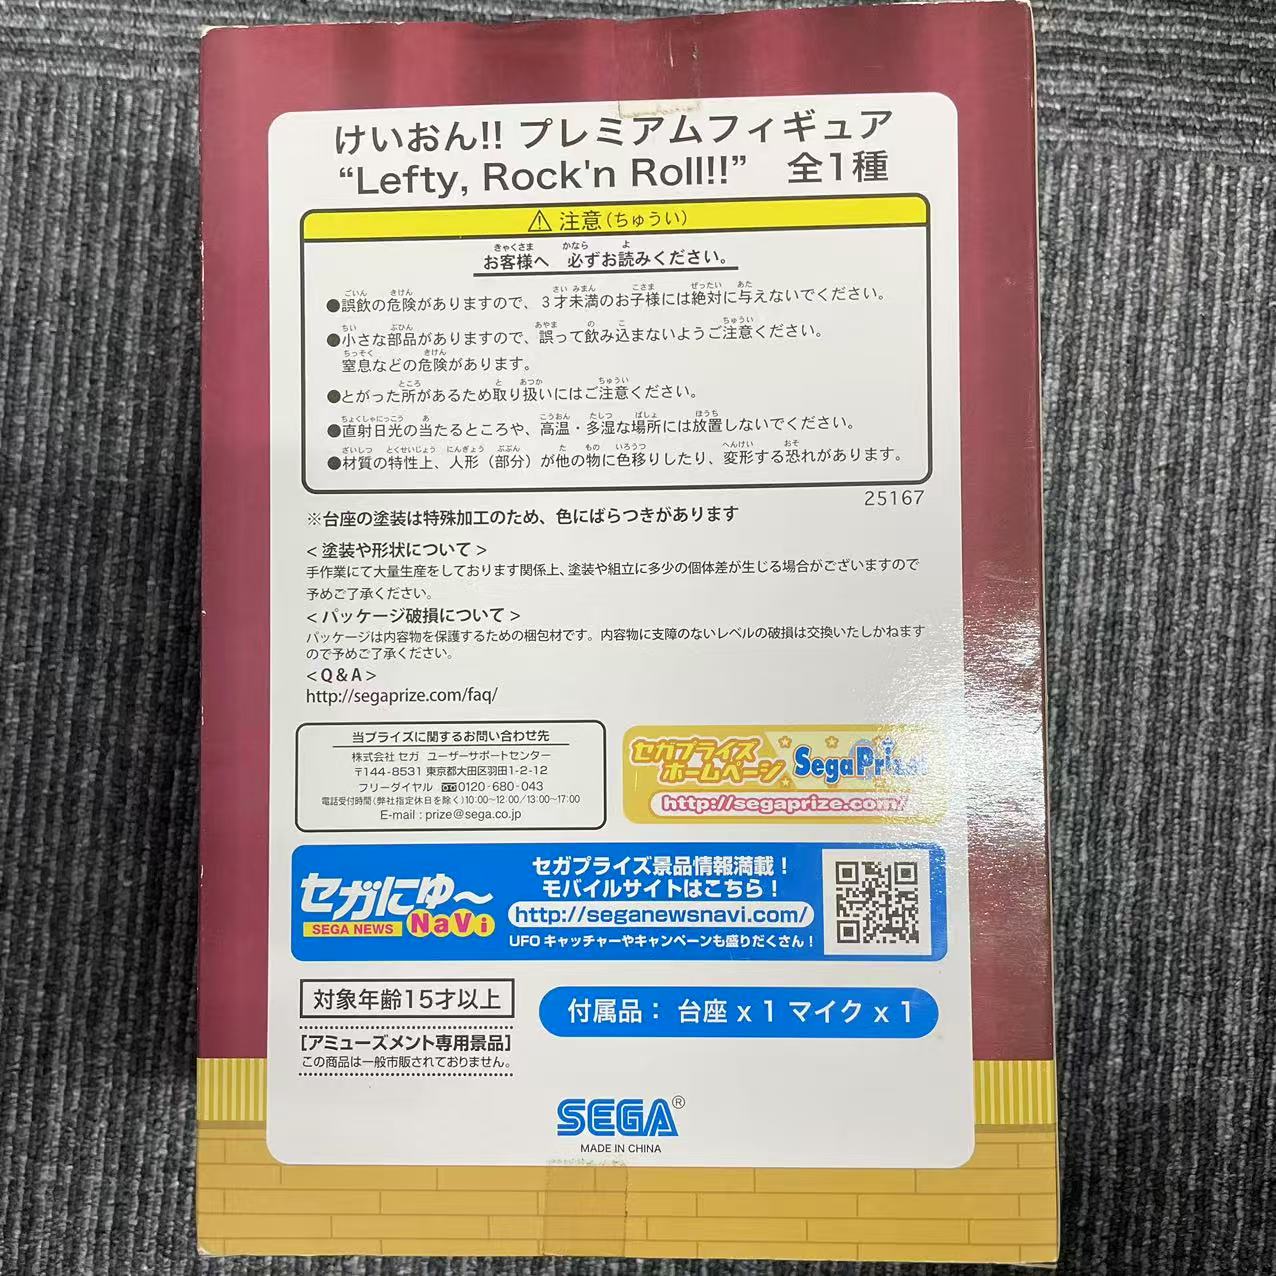 けいおん!! プレミアムフィギュア
“Lefty, Rock'n Roll!!” 全1種
⚠ 注意(ちゅうい)
お客様へ 必ずお読みください。
●誤飲の危険がありますので、3才未満のお子様には絶対に与えないでください。
●小さな部品がありますので、誤って飲み込まないようご注意ください。
窒息などの危険があります。
●とがった所があるため取り扱いにはご注意ください。
●直射日光の当たるところや、高温・多湿な場所には放置しないでください。
●材質の特性上、人形(部分)が他の物に色移りしたり、変形する恐れがあります。
25167
※台座の塗装は特殊加工のため、色にばらつきがあります
<塗装や形状について>
手作業にて大量生産をしております関係上、塗装や組立に多少の個体差が生じる場合がございますので
予めご了承ください。
<パッケージ破損について>
パッケージは内容物を保護するための梱包材です。内容物に支障のないレベルの破損は交換いたしかねます
ので予めご了承ください。
<Q&A>
http://segaprize.com/faq/
当プライズに関するお問い合わせ先
株式会社 セガ ユーザーサポートセンター
〒144-8531 東京都大田区羽田1-2-12
フリーダイヤル 0120-680-043
電話受付時間(弊社指定休日を除く)10:00~12:00/13:00~17:00
E-mail : prize@sega.co.jp
セガプライズ
ホームページ
SegaPrize!
http://segaprize.com/
セガにゅ～
SEGA NEWS NaVi
セガプライズ景品情報満載!
モバイルサイトはこちら!
http://seganewsnavi.com/
UFOキャッチャーやキャンペーンも盛りだくさん!
対象年齢15才以上
付属品: 台座 x 1 マイク x 1
[アミューズメント専用景品]
この商品は一般市販されておりません。
SEGA®
MADE IN CHINA